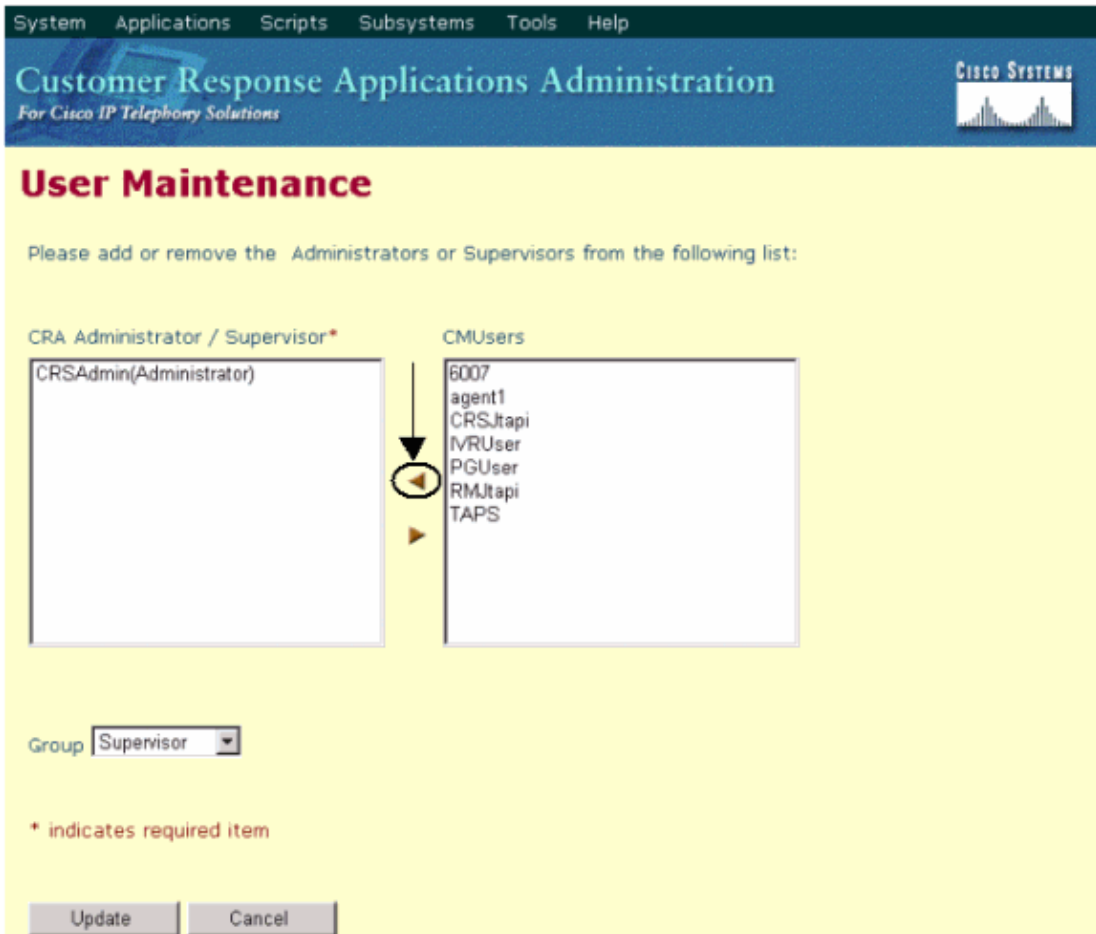 System Applications Scripts Subsystems Tools Help
Customer Response Applications Administration
For Cisco IP Telephony Solutions
CISCO SYSTEMS
User Maintenance
Please add or remove the Administrators or Supervisors from the following list:
CRA Administrator / Supervisor*
CRSAdmin(Administrator)
CMUsers
6007
agent1
CRSJtapi
IVRUser
PGUser
RMJtapi
TAPS
Group Supervisor
* indicates required item
Update Cancel